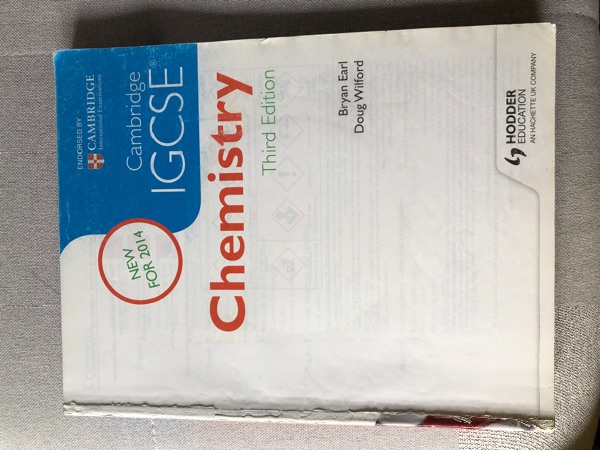 ENDORSED BY
CAMBRIDGE
International Examinations
Cambridge
IGCSE®
NEW
FOR 2014
Chemistry
Third Edition
Bryan Earl
Doug Wilford
HODDER
EDUCATION
AN HACHETTE UK COMPANY